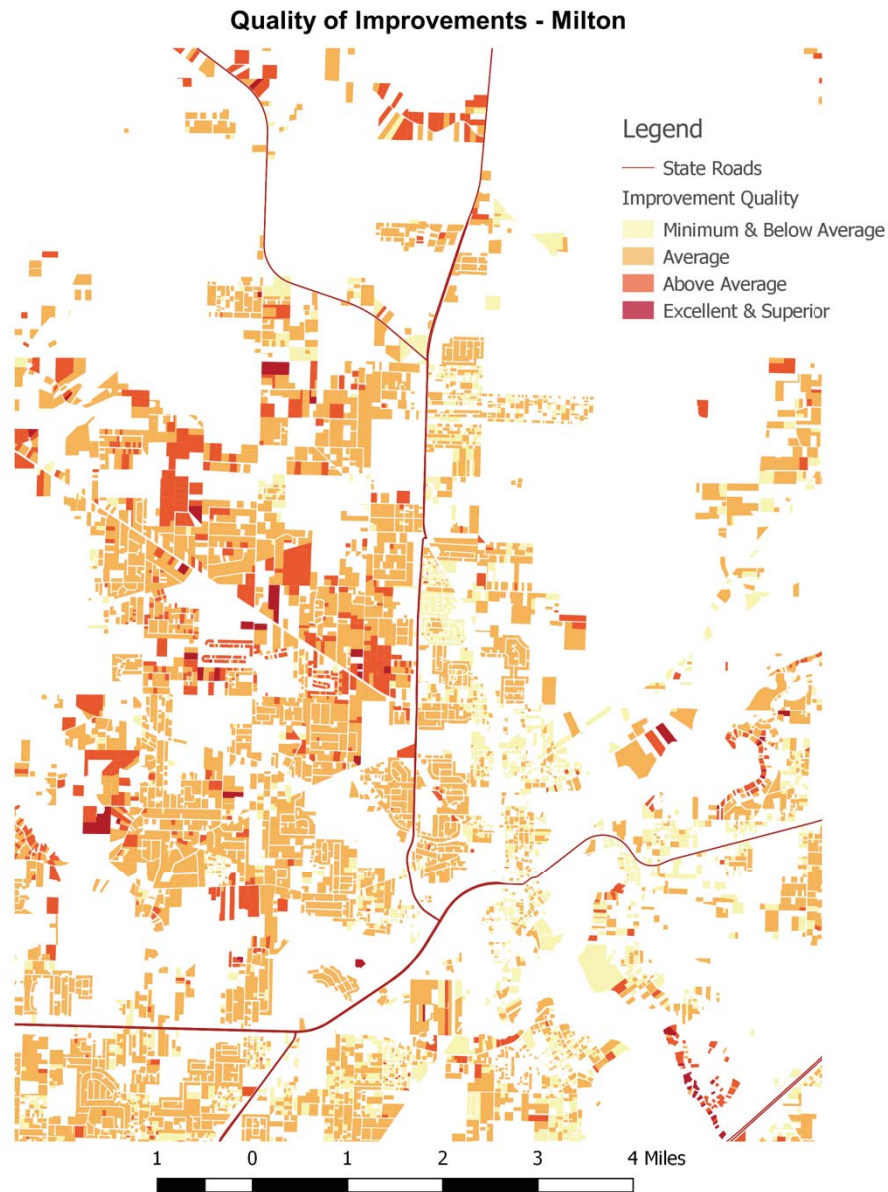 Quality of Improvements - Milton
Legend
State Roads
Improvement Quality
Minimum & Below Average
Average
Above Average
Excellent & Superior
1 0 1 2 3 4 Miles